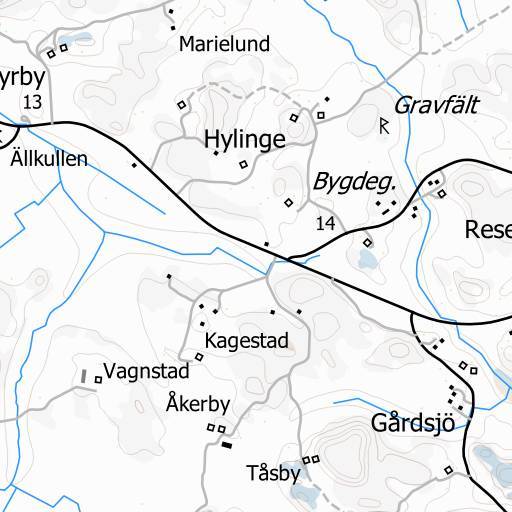 Marielund
yrby
13
Gravfält
Hylinge
Ällkullen
Bygdeg.
14
Rese
Kagestad
Vagnstad
Åkerby
Gårdsjö
Tåsby